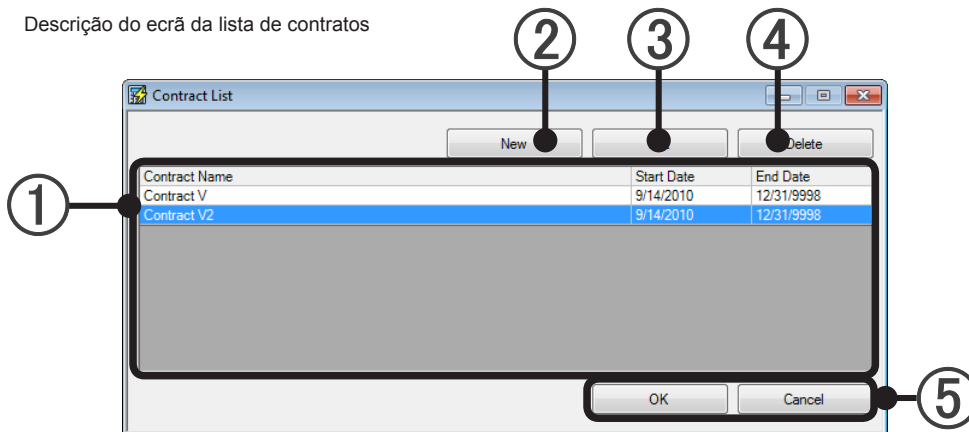 Descrição do ecrã da lista de contratos
② ③ ④
Contract List
New Delete
①
Contract Name Start Date End Date
Contract V 9/14/2010 12/31/9998
Contract V2 9/14/2010 12/31/9998
OK Cancel
⑤